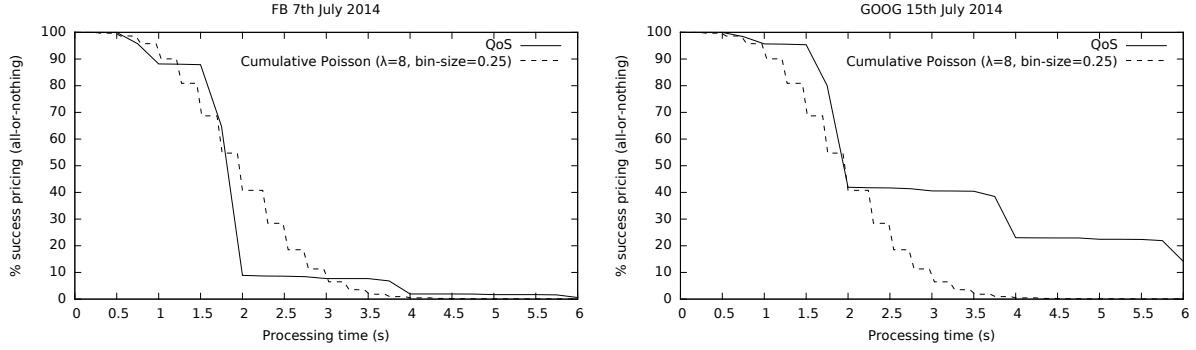 FB 7th July 2014
100
90
80
70
60
50
40
30
20
10
0
% success pricing (all-or-nothing)
QoS
Cumulative Poisson (λ=8, bin-size=0.25)
0 0.5 1 1.5 2 2.5 3 3.5 4 4.5 5 5.5 6
Processing time (s)
GOOG 15th July 2014
100
90
80
70
60
50
40
30
20
10
0
% success pricing (all-or-nothing)
QoS
Cumulative Poisson (λ=8, bin-size=0.25)
0 0.5 1 1.5 2 2.5 3 3.5 4 4.5 5 5.5 6
Processing time (s)